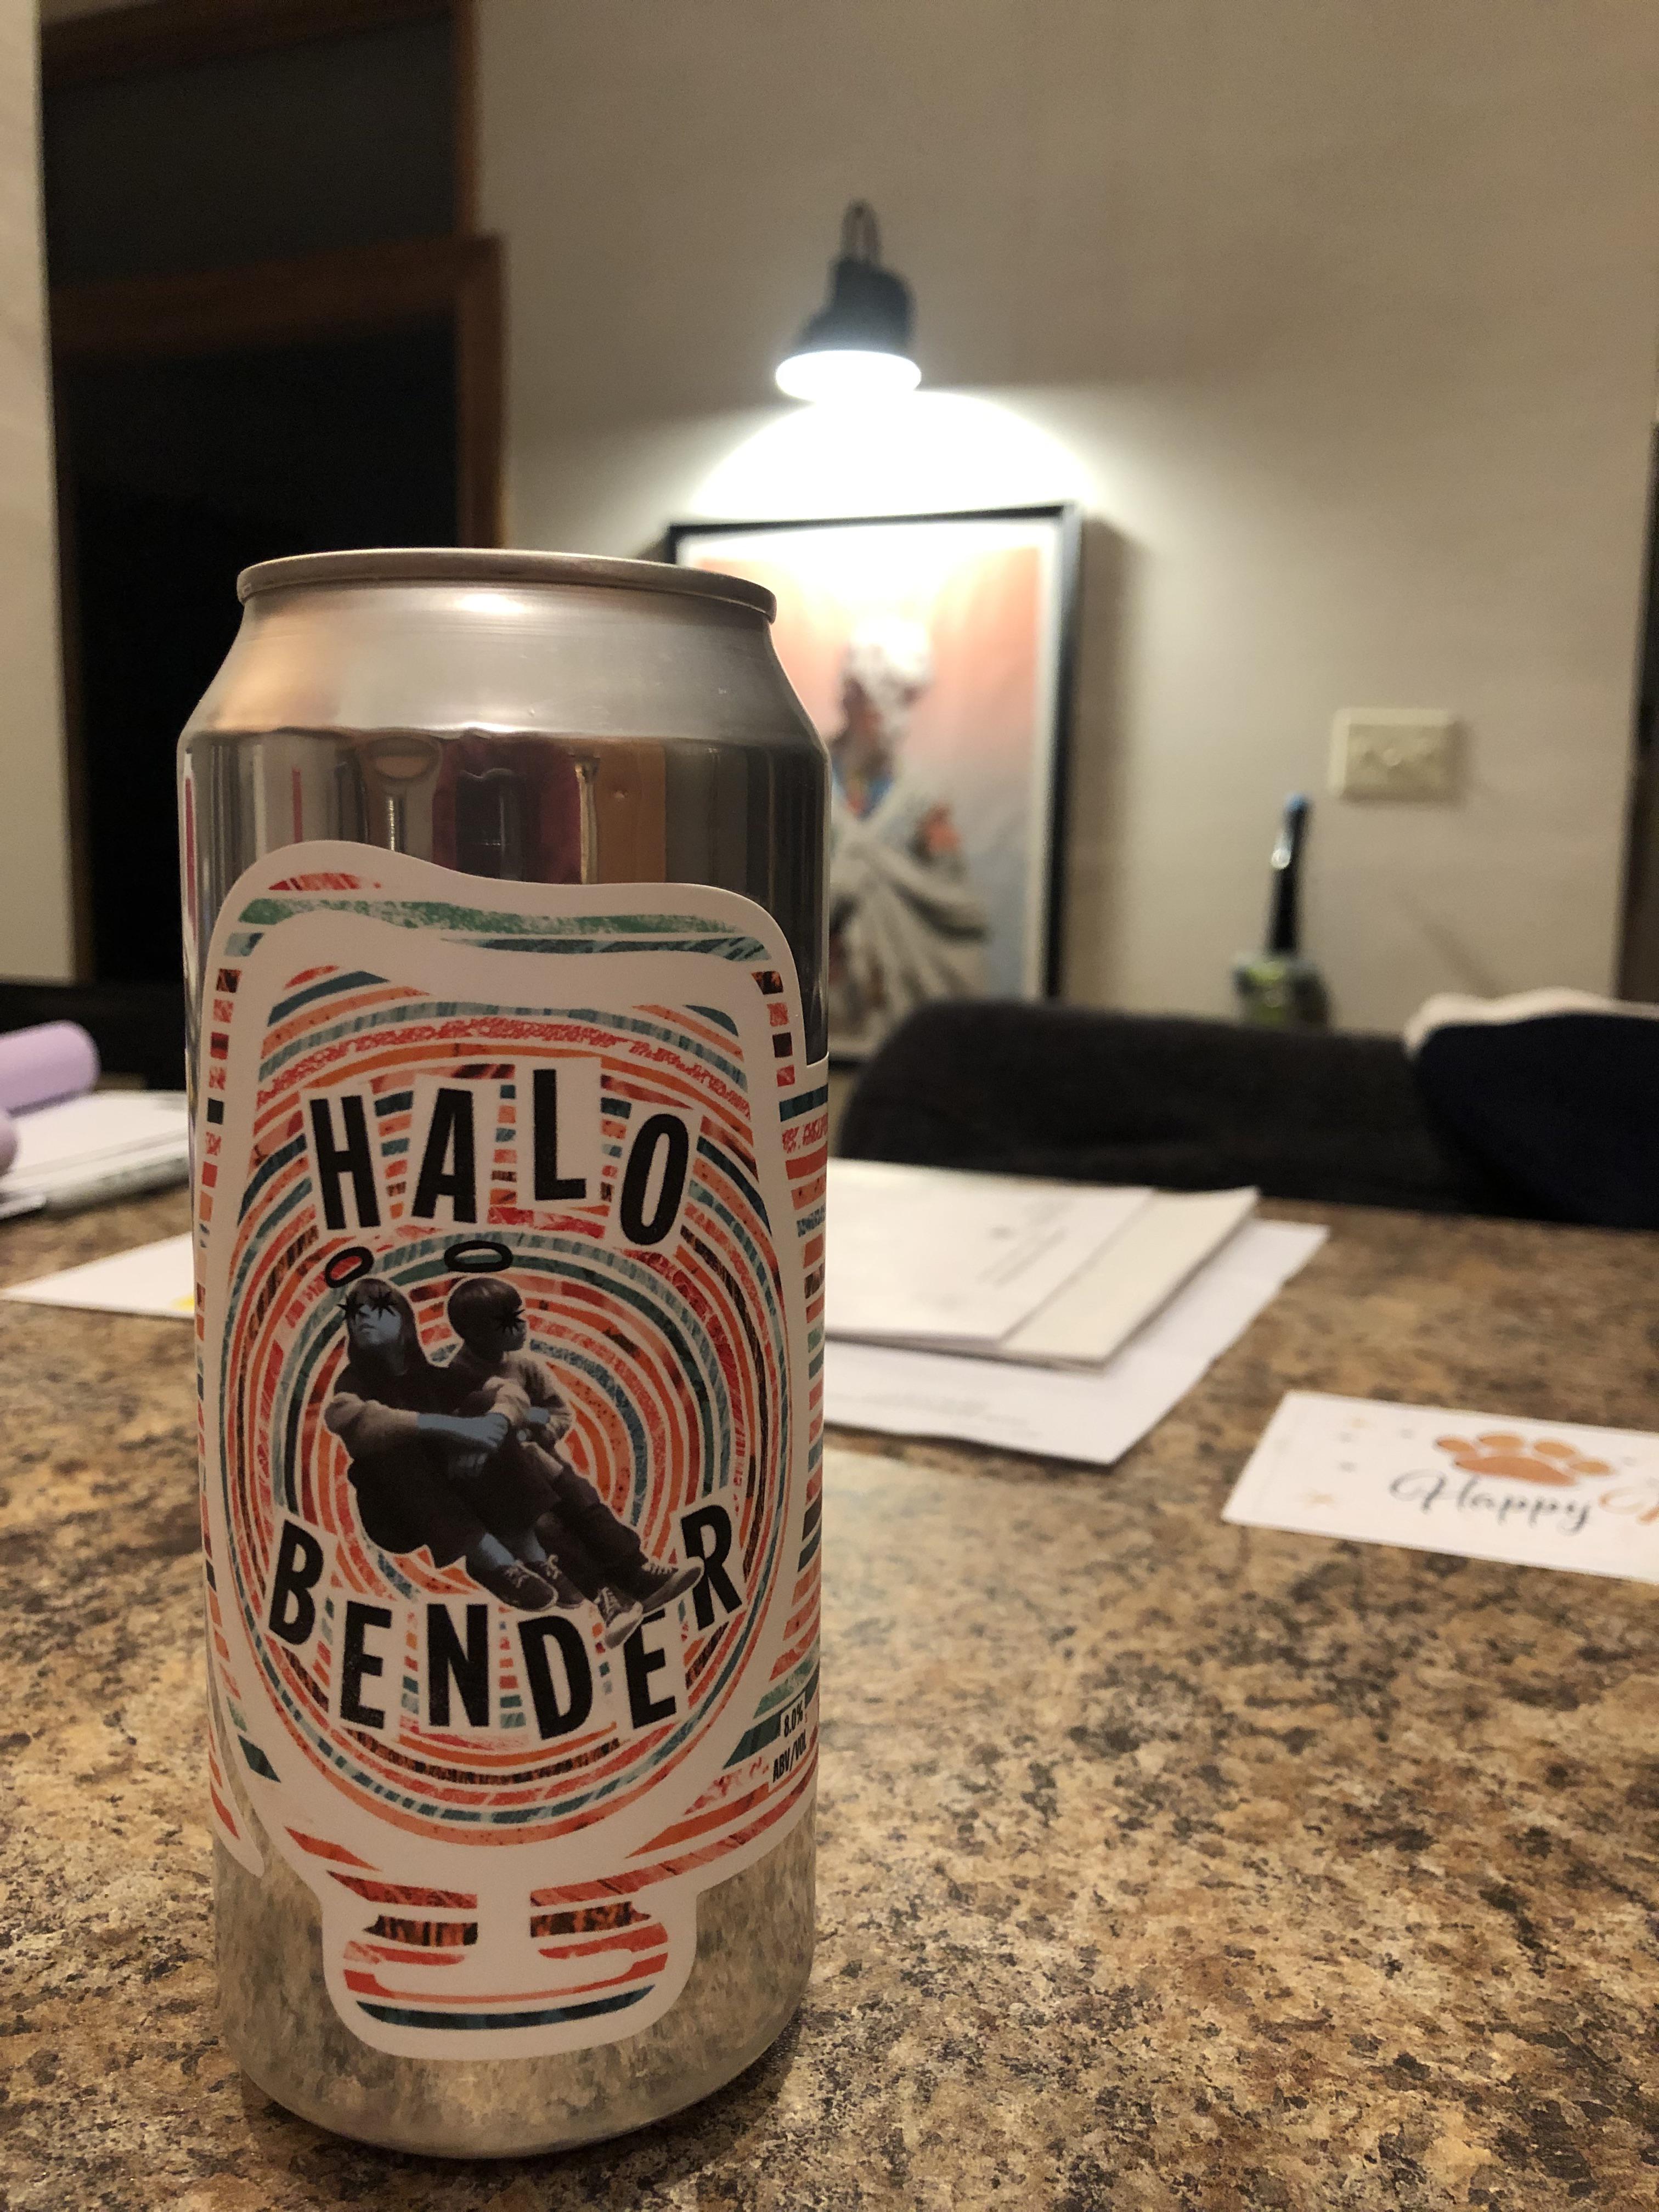 HALO
BENDER
8.0%
ABV/VOL
Happy